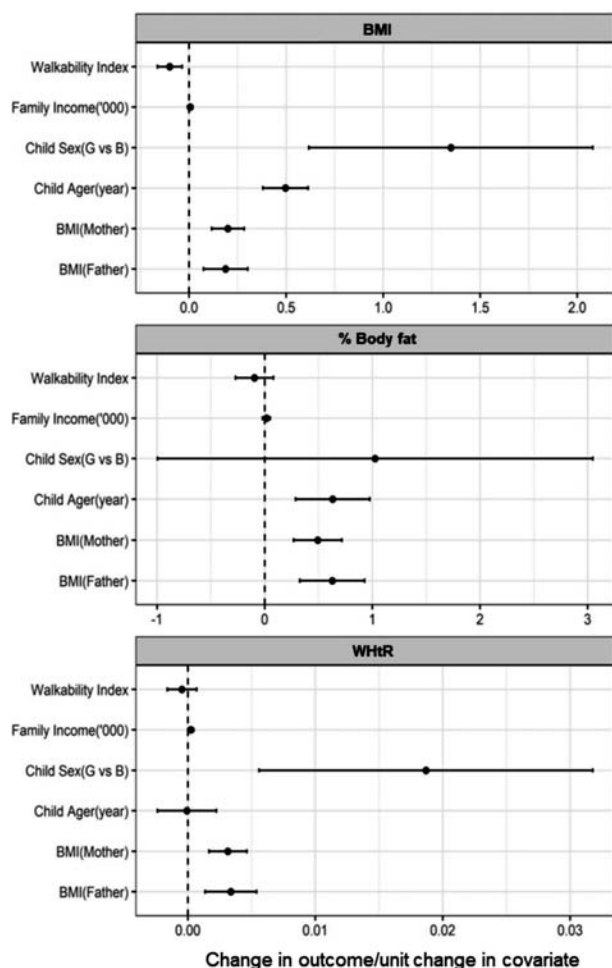 BMI
Walkability Index
Family Income('000)
Child Sex(G vs B)
Child Ager(year)
BMI(Mother)
BMI(Father)
0.0 0.5 1.0 1.5 2.0
% Body fat
Walkability Index
Family Income('000)
Child Sex(G vs B)
Child Ager(year)
BMI(Mother)
BMI(Father)
-1 0 1 2 3
WHtR
Walkability Index
Family Income('000)
Child Sex(G vs B)
Child Ager(year)
BMI(Mother)
BMI(Father)
0.00 0.01 0.02 0.03
Change in outcome/unit change in covariate